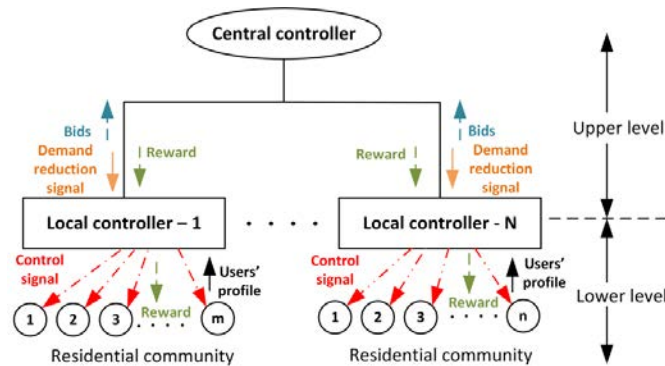 Central controller
Upper level
Bids
Demand
reduction
signal
Reward
Reward
Bids
Demand
reduction
signal
Local controller – 1
. . . .
Local controller - N
Control
signal
Users'
profile
Reward
1
2
3
. . . . .
m
Residential community
Control
signal
Users'
profile
Reward
1
2
3
. . . . .
n
Residential community
Lower level